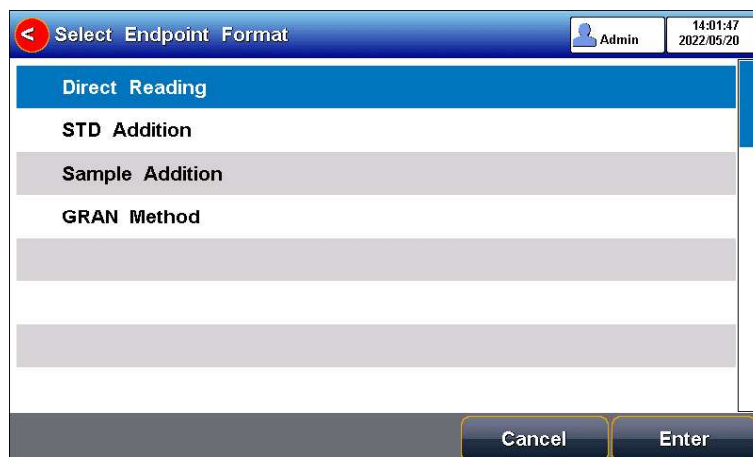 < Select Endpoint Format
Admin
14:01:47
2022/05/20
Direct Reading
STD Addition
Sample Addition
GRAN Method
Cancel
Enter